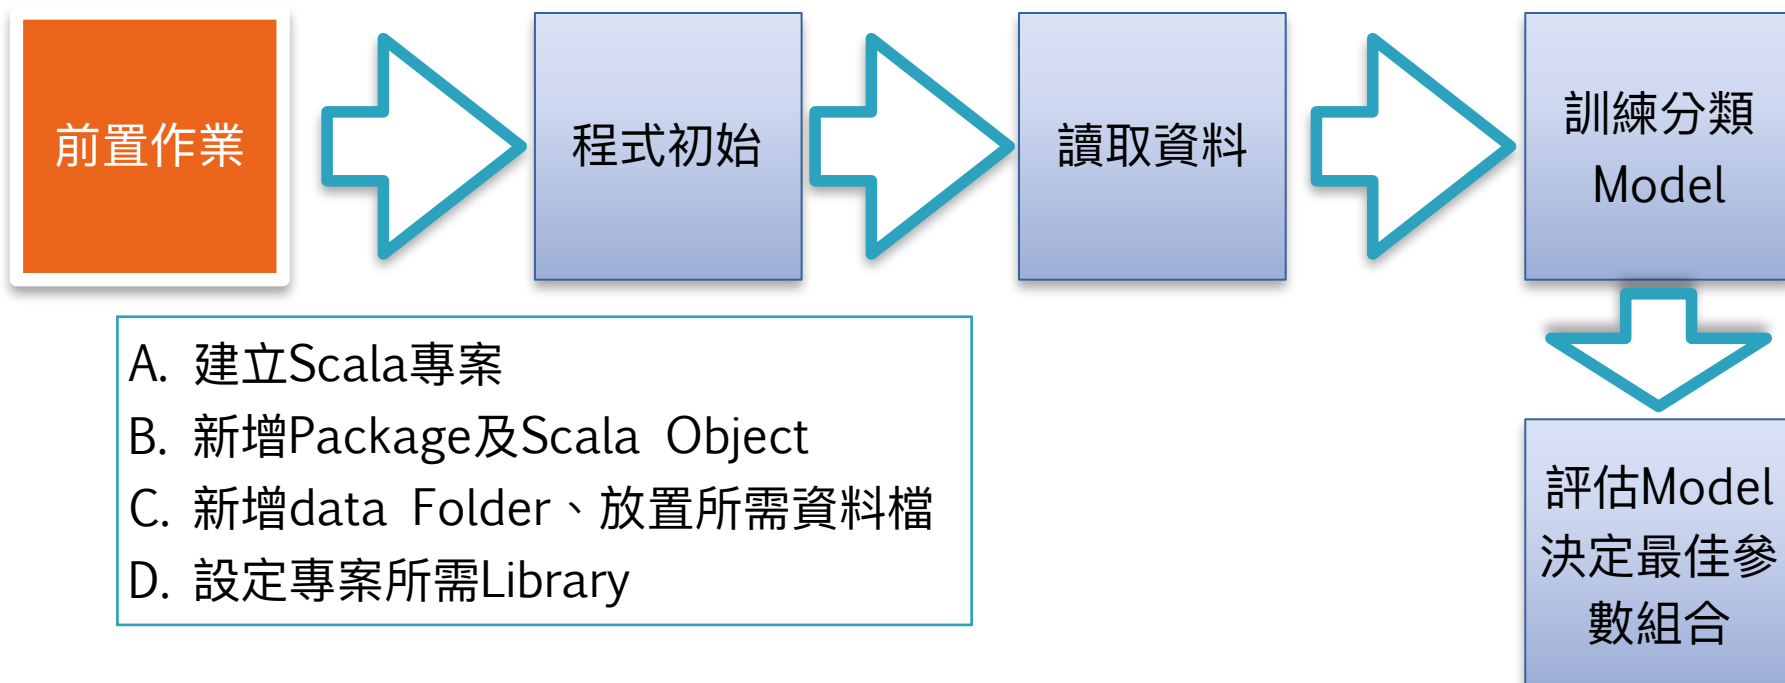 前置作業
程式初始
讀取資料
訓練分類
Model
A. 建立Scala專案
B. 新增Package及Scala Object
C. 新增data Folder、放置所需資料檔
D. 設定專案所需Library
評估Model
決定最佳參
數組合